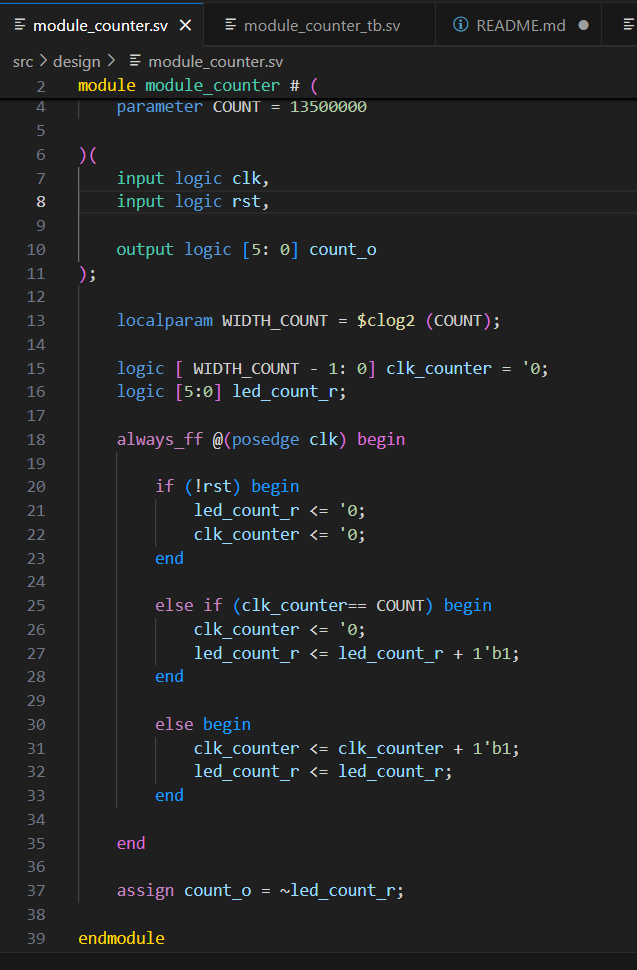 module_counter.sv
module_counter_tb.sv
README.md
src > design > module_counter.sv
2 module module_counter # (
4 parameter COUNT = 13500000
5
6 )(
7 input logic clk,
8 input logic rst,
9
10 output logic [5: 0] count_o
11 );
12
13 localparam WIDTH_COUNT = $clog2 (COUNT);
14
15 logic [ WIDTH_COUNT - 1: 0] clk_counter = '0;
16 logic [5:0] led_count_r;
17
18 always_ff @(posedge clk) begin
19
20 if (!rst) begin
21 led_count_r <= '0;
22 clk_counter <= '0;
23 end
24
25 else if (clk_counter== COUNT) begin
26 clk_counter <= '0;
27 led_count_r <= led_count_r + 1'b1;
28 end
29
30 else begin
31 clk_counter <= clk_counter + 1'b1;
32 led_count_r <= led_count_r;
33 end
34
35 end
36
37 assign count_o = ~led_count_r;
38
39 endmodule